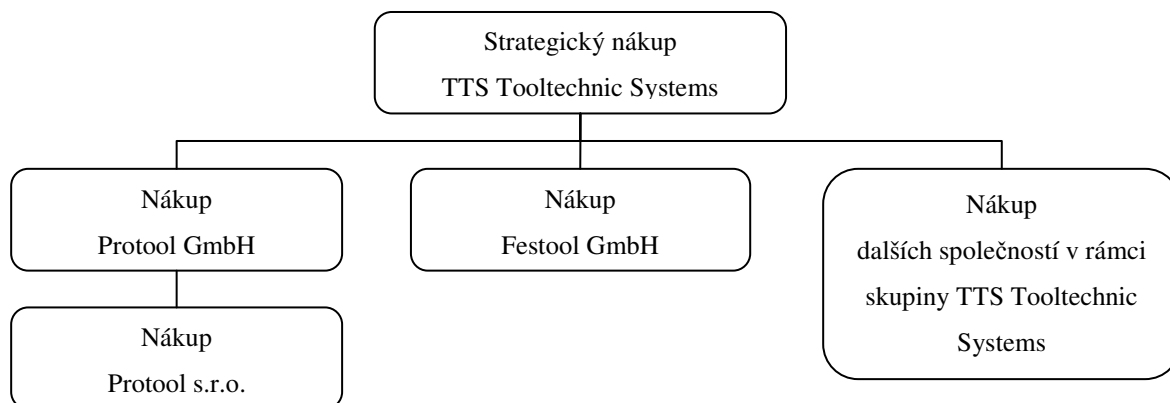 Strategický nákup
TTS Tooltechnic Systems
Nákup
Protool GmbH
Nákup
Festool GmbH
Nákup
dalších společností v rámci
skupiny TTS Tooltechnic
Systems
Nákup
Protool s.r.o.